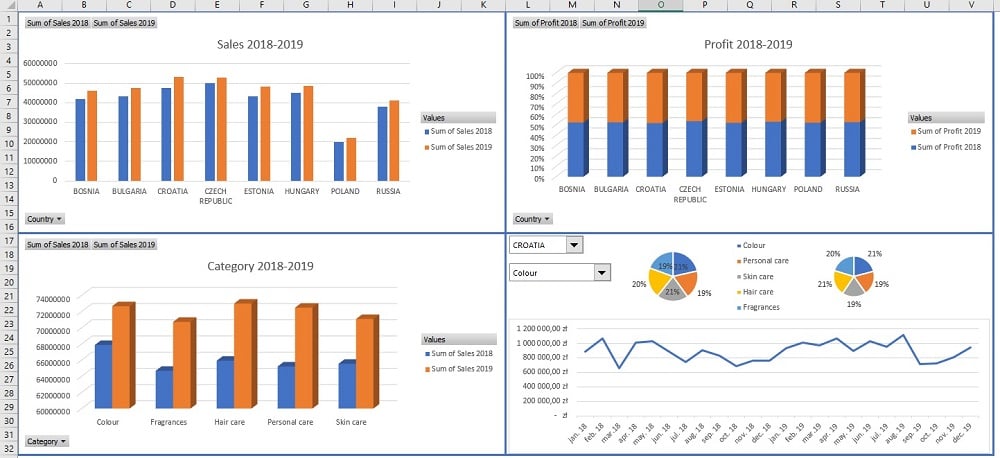 A B C D E F G H I J K L M N O P Q R S T U V
1 2 3 4 5 6 7 8 9 10 11 12 13 14 15 16 17 18 19 20 21 22 23 24 25 26 27 28 29 30 31 32
Sum of Sales 2018 Sum of Sales 2019
Sales 2018-2019
60000000
50000000
40000000
30000000
20000000
10000000
0
BOSNIA BULGARIA CROATIA CZECH REPUBLIC ESTONIA HUNGARY POLAND RUSSIA
Values
Sum of Sales 2018
Sum of Sales 2019
Country
Sum of Profit 2018 Sum of Profit 2019
Profit 2018-2019
100%
90%
80%
70%
60%
50%
40%
30%
20%
10%
0%
BOSNIA BULGARIA CROATIA CZECH REPUBLIC ESTONIA HUNGARY POLAND RUSSIA
Values
Sum of Profit 2019
Sum of Profit 2018
Country
Sum of Sales 2018 Sum of Sales 2019
Category 2018-2019
74000000
72000000
70000000
68000000
66000000
64000000
62000000
60000000
Colour Fragrances Hair care Personal care Skin care
Values
Sum of Sales 2018
Sum of Sales 2019
Category
CROATIA
Colour
19% 21%
20% 19%
21%
Colour
Personal care
Skin care
Hair care
Fragrances
20% 21%
21% 19%
19%
1 200 000,00 zł
1 000 000,00 zł
800 000,00 zł
600 000,00 zł
400 000,00 zł
200 000,00 zł
- zł
jan. 18 feb. 18 mar. 18 apr. 18 may. 18 jun. 18 jul. 18 aug. 18 sep. 18 oct. 18 nov. 18 dec. 18 jan. 19 feb. 19 mar. 19 apr. 19 may. 19 jun. 19 jul. 19 aug. 19 sep. 19 oct. 19 nov. 19 dec. 19